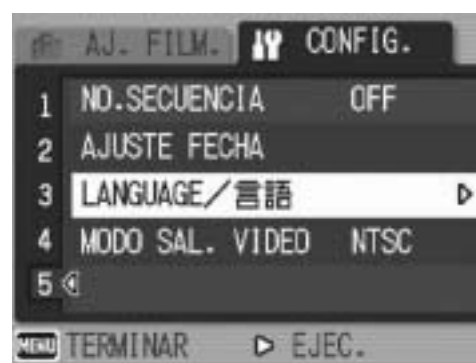 AJ. FILM. CONFIG.
1 NO.SECUENCIA OFF
2 AJUSTE FECHA
3 LANGUAGE/言語
4 MODO SAL. VIDEO NTSC
5
MENU TERMINAR EJEC.